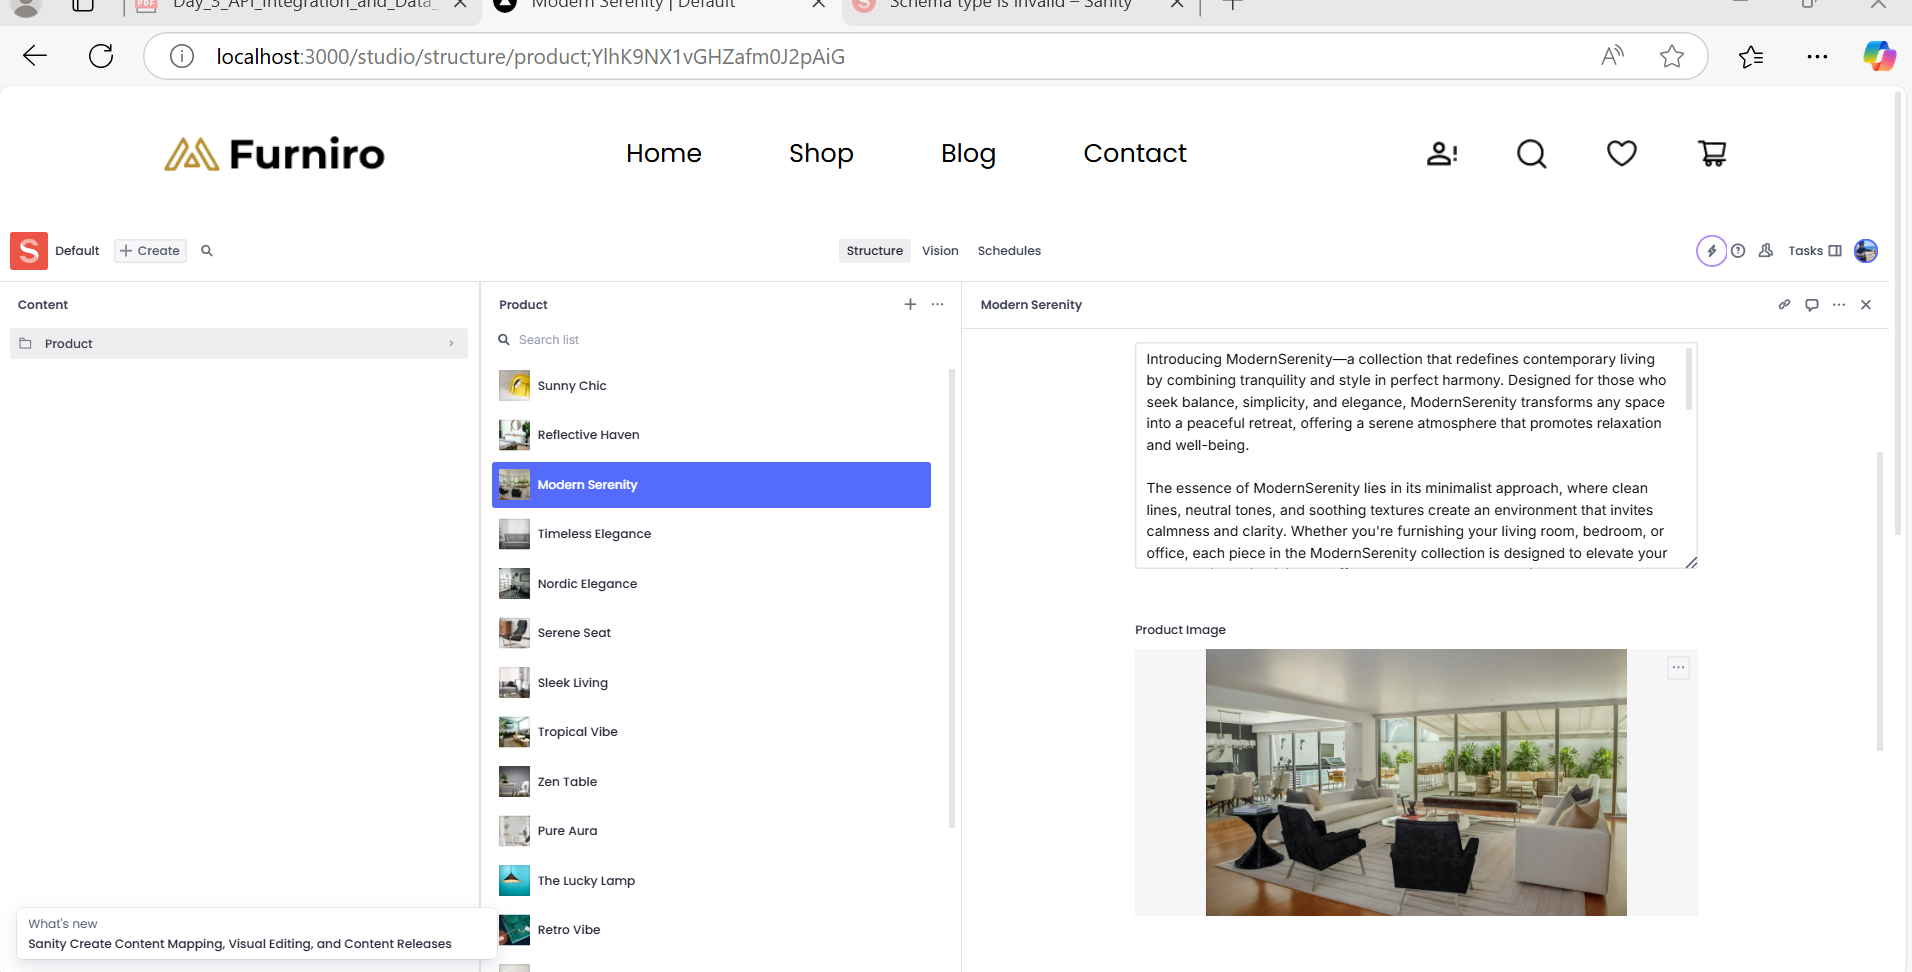 Day_3_API_Integration_and_Data_
Modern Serenity | Default
Schema type is invalid – Sanity
localhost:3000/studio/structure/product;YlhK9NX1vGHZafm0J2pAiG
Furniro
Home
Shop
Blog
Contact
S
Default
Create
Structure
Vision
Schedules
Tasks
Content
Product
Product
Search list
Sunny Chic
Reflective Haven
Modern Serenity
Timeless Elegance
Nordic Elegance
Serene Seat
Sleek Living
Tropical Vibe
Zen Table
Pure Aura
The Lucky Lamp
Retro Vibe
Modern Serenity
Introducing ModernSerenity—a collection that redefines contemporary living
by combining tranquility and style in perfect harmony. Designed for those who
seek balance, simplicity, and elegance, ModernSerenity transforms any space
into a peaceful retreat, offering a serene atmosphere that promotes relaxation
and well-being.
The essence of ModernSerenity lies in its minimalist approach, where clean
lines, neutral tones, and soothing textures create an environment that invites
calmness and clarity. Whether you're furnishing your living room, bedroom, or
office, each piece in the ModernSerenity collection is designed to elevate your
Product Image
What's new
Sanity Create Content Mapping, Visual Editing, and Content Releases